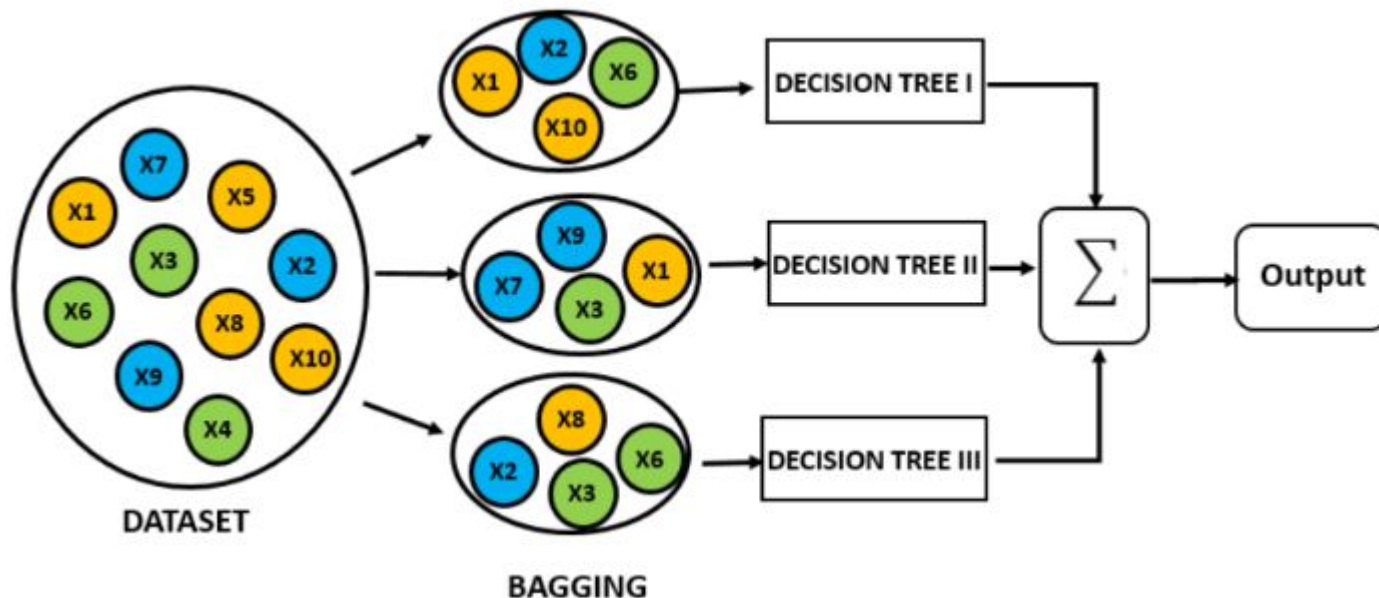 X7
X5
X1
X3
X2
X6
X8
X10
X9
X4
DATASET
X2
X1
X6
X10
X9
X1
X7
X3
X8
X6
X2
X3
BAGGING
DECISION TREE I
DECISION TREE II
DECISION TREE III
∑
Output